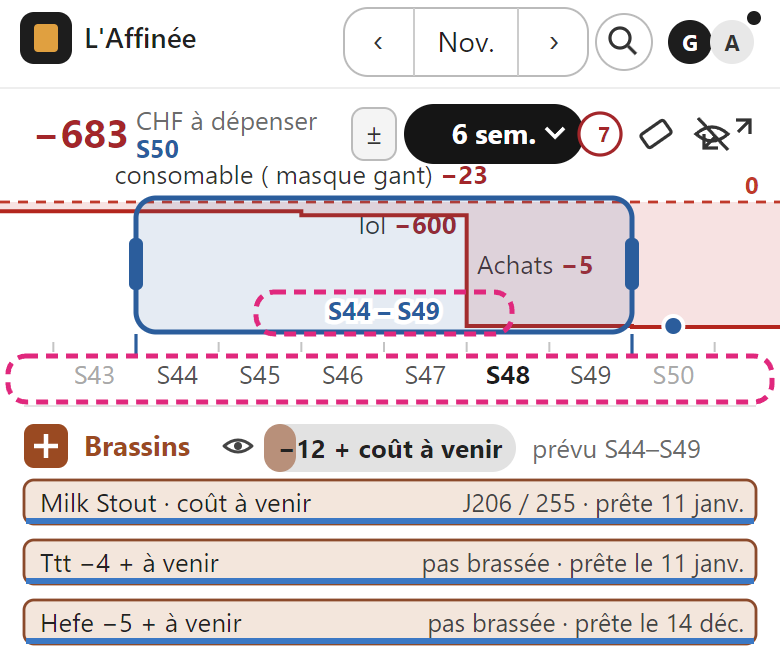 L'Affinée ‹ Nov. › G A
−683 CHF à dépenser ± 6 sem. 7
S50
consomable ( masque gant) −23
0
lol −600
Achats −5
S44 – S49
S43 S44 S45 S46 S47 S48 S49 S50
+ Brassins −12 + coût à venir prévu S44–S49
Milk Stout · coût à venir J206 / 255 · prête 11 janv.
Ttt −4 + à venir pas brassée · prête le 11 janv.
Hefe −5 + à venir pas brassée · prête le 14 déc.